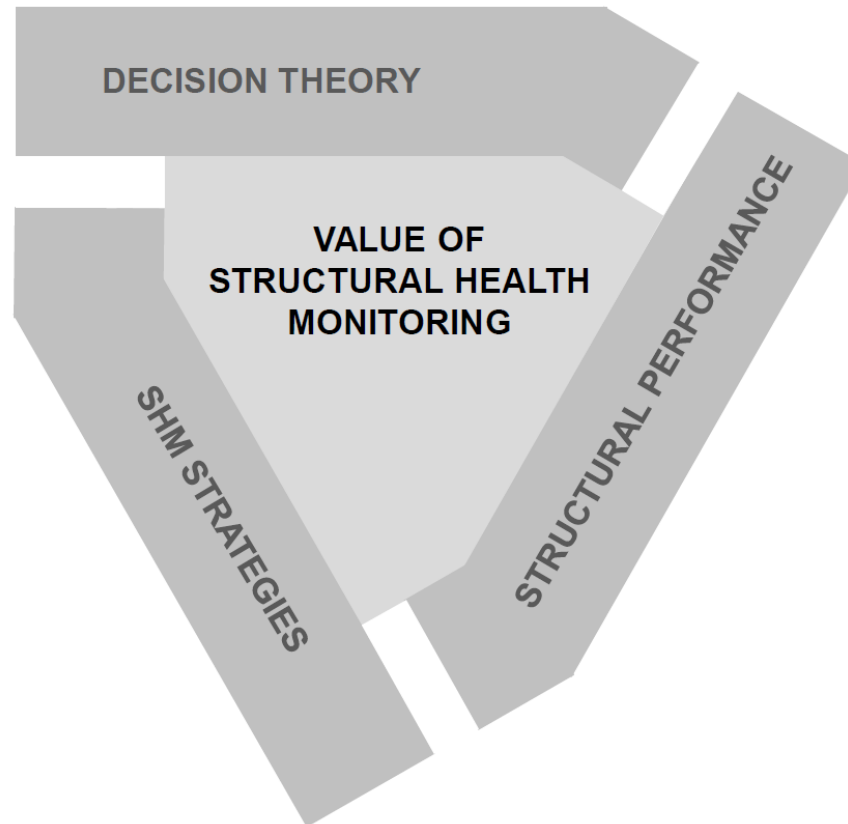 DECISION THEORY
VALUE OF
STRUCTURAL HEALTH
MONITORING
STRUCTURAL PERFORMANCE
SHM STRATEGIES